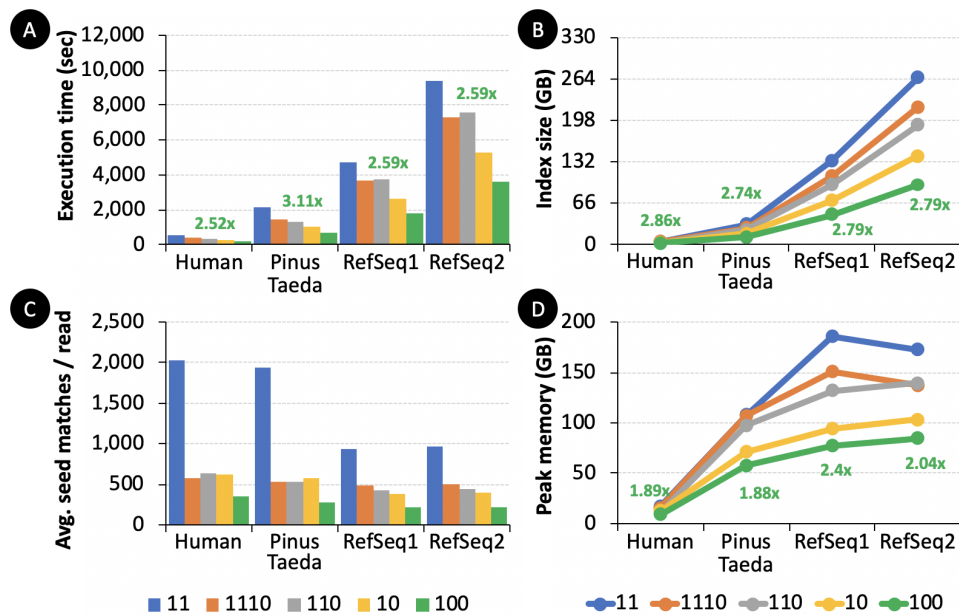 A
Execution time (sec)
12,000
10,000
8,000
6,000
4,000
2,000
0
2.52x
3.11x
2.59x
2.59x
Human
Pinus
Taeda
RefSeq1
RefSeq2
B
Index size (GB)
330
264
198
132
66
0
2.86x
2.74x
2.79x
2.79x
Human
Pinus
Taeda
RefSeq1
RefSeq2
C
Avg. seed matches / read
2,500
2,000
1,500
1,000
500
0
Human
Pinus
Taeda
RefSeq1
RefSeq2
11
1110
110
10
100
D
Peak memory (GB)
200
150
100
50
0
1.89x
1.88x
2.4x
2.04x
Human
Pinus
Taeda
RefSeq1
RefSeq2
11
1110
110
10
100